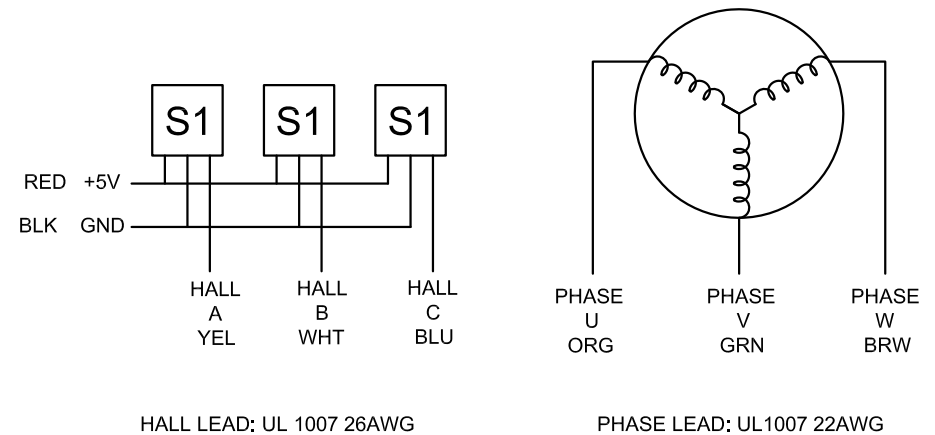 S1 S1 S1
RED +5V
BLK GND
HALL
A
YEL
HALL
B
WHT
HALL
C
BLU
PHASE
U
ORG
PHASE
V
GRN
PHASE
W
BRW
HALL LEAD: UL 1007 26AWG
PHASE LEAD: UL1007 22AWG